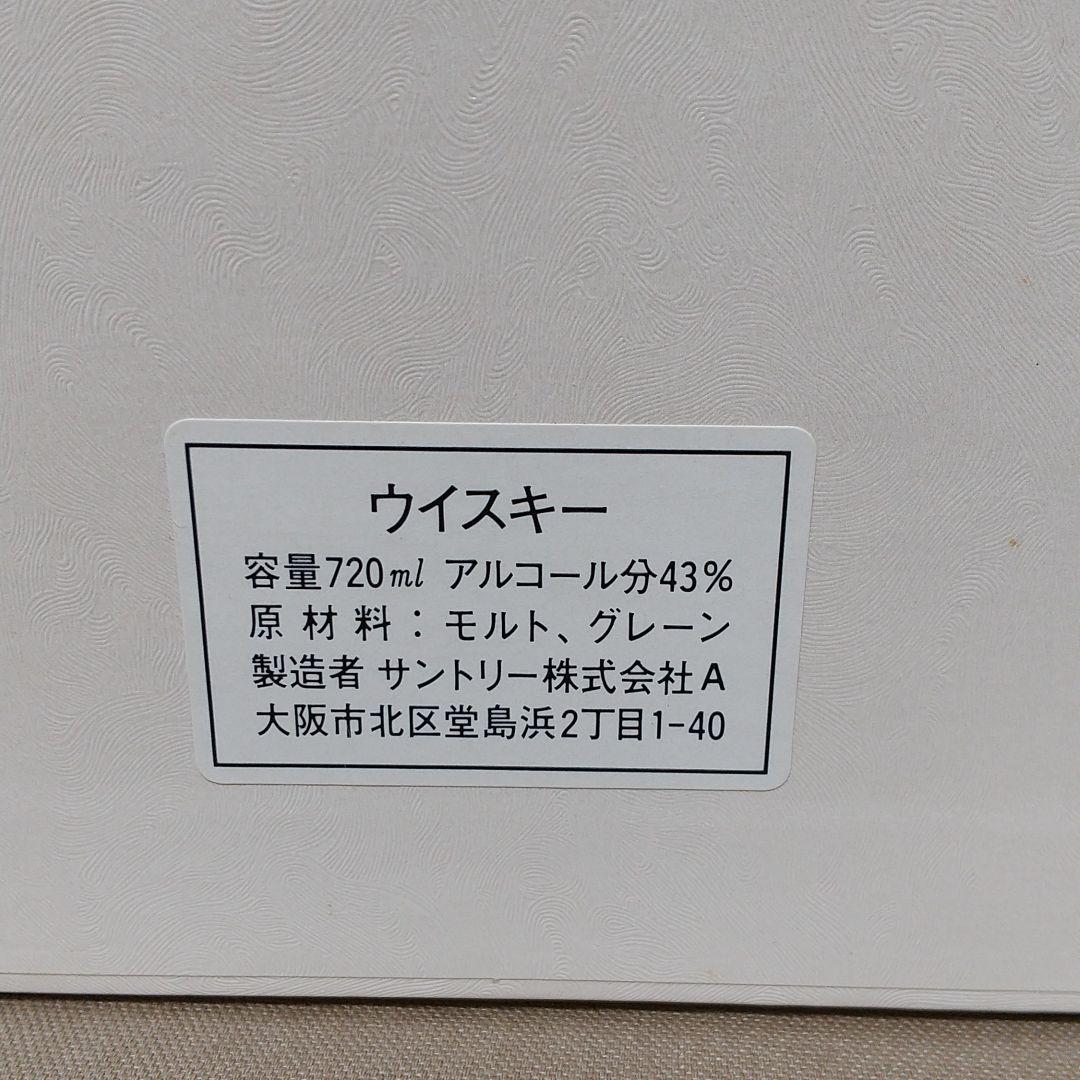 ウイスキー
容量720ml アルコール分43%
原材料：モルト、グレーン
製造者 サントリー株式会社A
大阪市北区堂島浜2丁目1-40